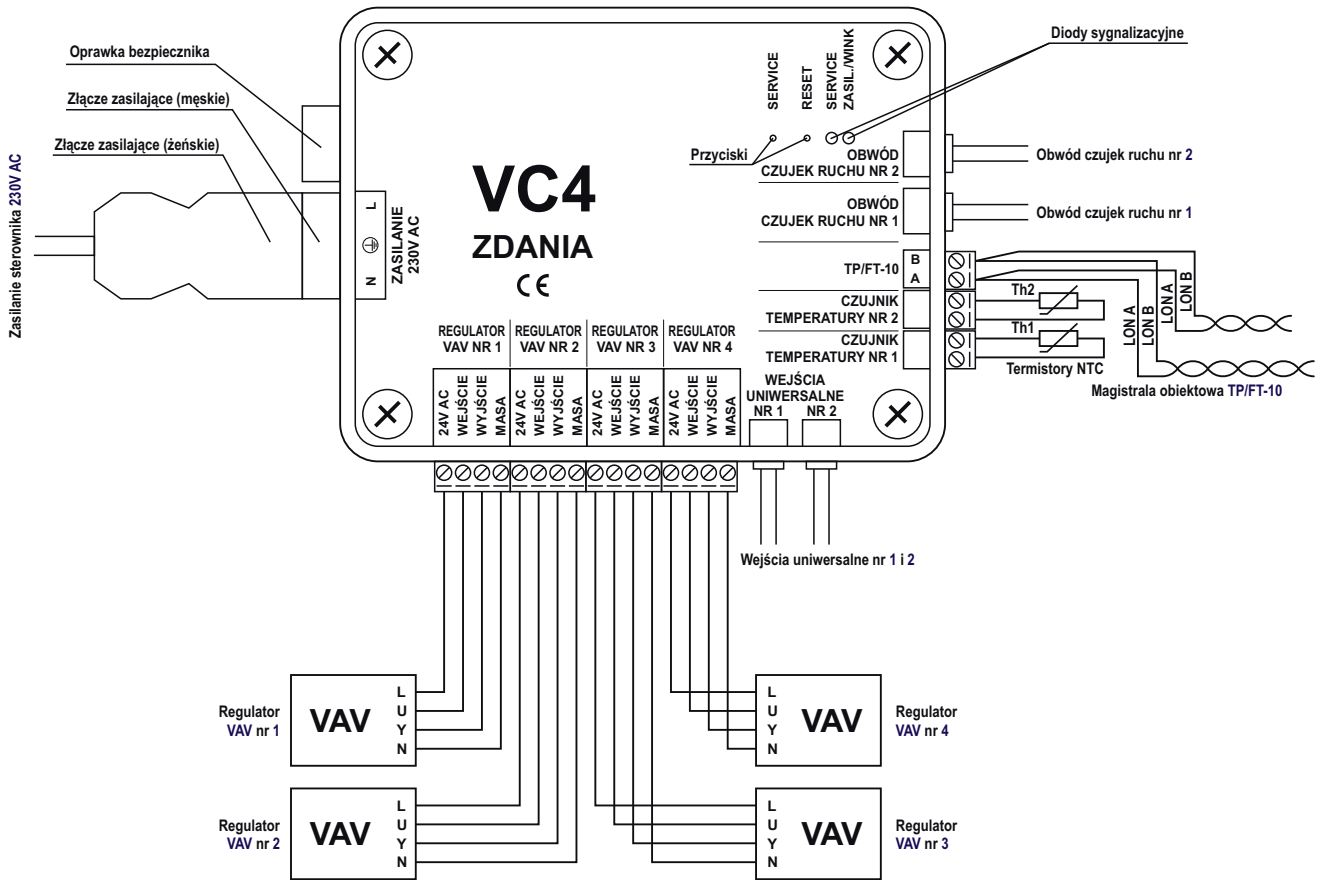 Oprawka bezpiecznika
Złącze zasilające (męskie)
Złącze zasilające (żeńskie)
Zasilanie sterownika 230V AC
L
N
ZASILANIE
230V AC
VC4
ZDANIA
CE
SERVICE
RESET
SERVICE
ZASIL./WINK
Diody sygnalizacyjne
Przyciski
OBWÓD
CZUJEK RUCHU NR 2
Obwód czujek ruchu nr 2
OBWÓD
CZUJEK RUCHU NR 1
Obwód czujek ruchu nr 1
TP/FT-10
B
A
CZUJNIK
TEMPERATURY NR 2
Th2
CZUJNIK
TEMPERATURY NR 1
Th1
Termistory NTC
LON A
LON B
LON A
LON B
Magistrala obiektowa TP/FT-10
REGULATOR
VAV NR 1
REGULATOR
VAV NR 2
REGULATOR
VAV NR 3
REGULATOR
VAV NR 4
24V AC
WEJŚCIE
WYJŚCIE
MASA
24V AC
WEJŚCIE
WYJŚCIE
MASA
24V AC
WEJŚCIE
WYJŚCIE
MASA
24V AC
WEJŚCIE
WYJŚCIE
MASA
WEJŚCIA
UNIWERSALNE
NR 1
NR 2
Wejścia uniwersalne nr 1 i 2
Regulator
VAV nr 1
VAV
L
U
Y
N
L
U
Y
N
VAV
Regulator
VAV nr 4
Regulator
VAV nr 2
VAV
L
U
Y
N
L
U
Y
N
VAV
Regulator
VAV nr 3